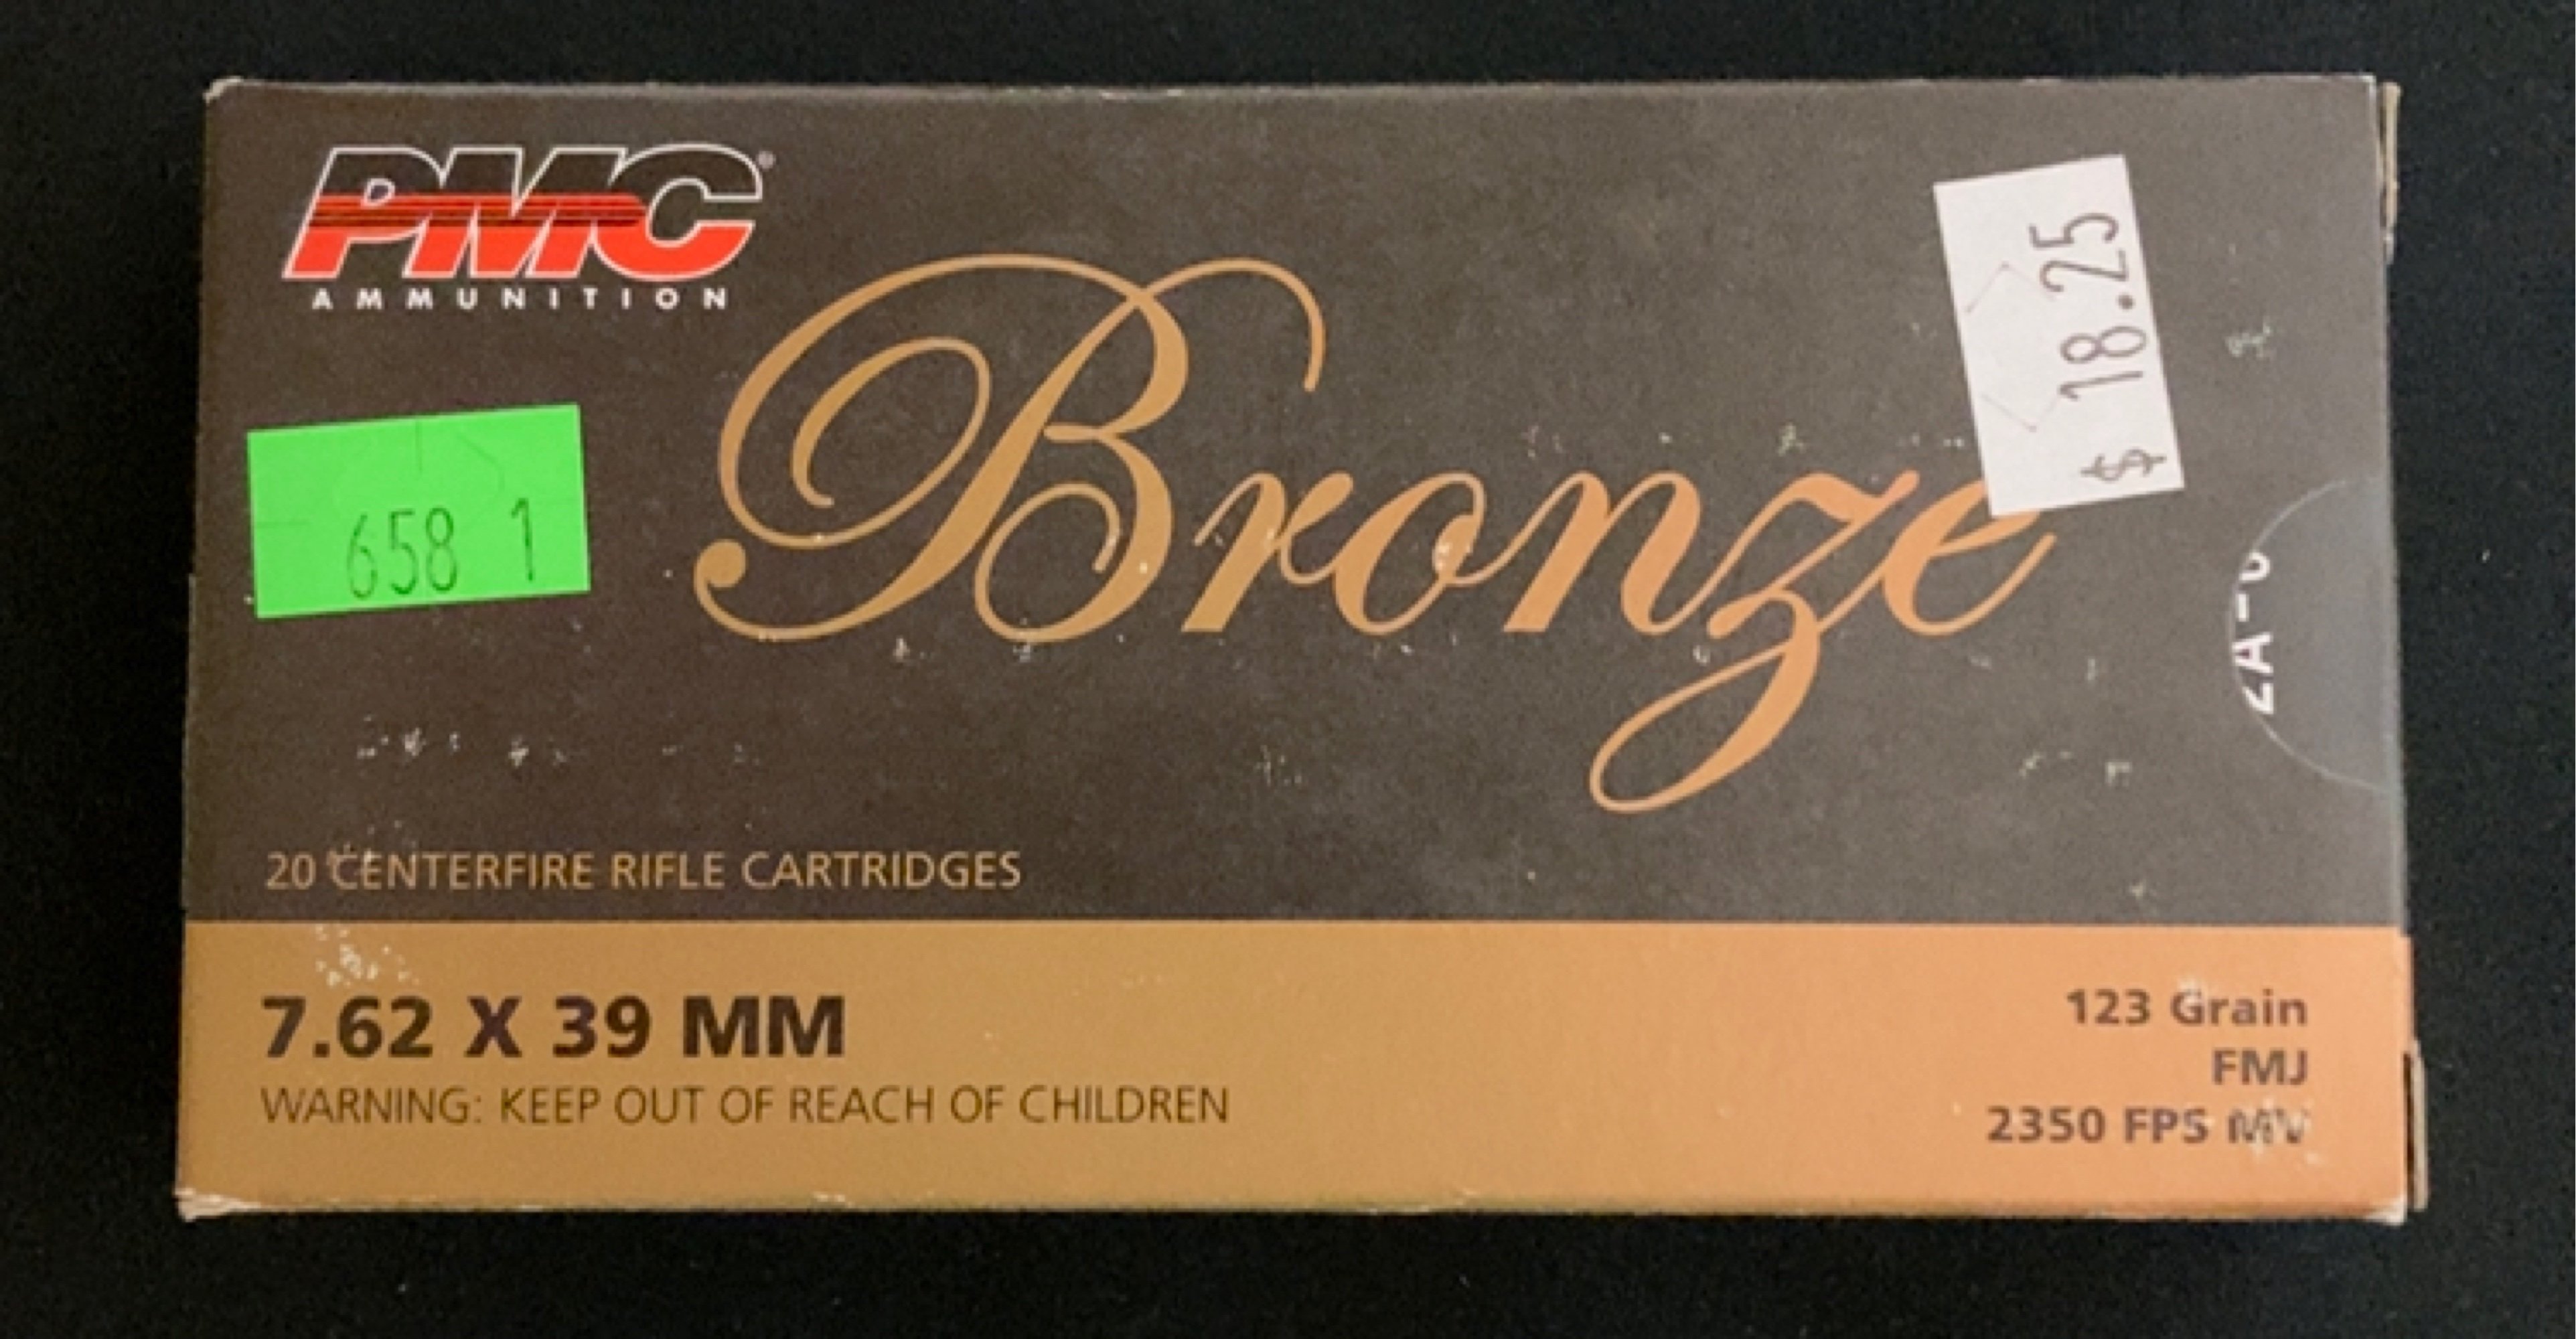 PMC®
AMMUNITION
Bronze
$ 18.25
658 1
20 CENTERFIRE RIFLE CARTRIDGES
7.62 X 39 MM
WARNING: KEEP OUT OF REACH OF CHILDREN
123 Grain
FMJ
2350 FPS MV